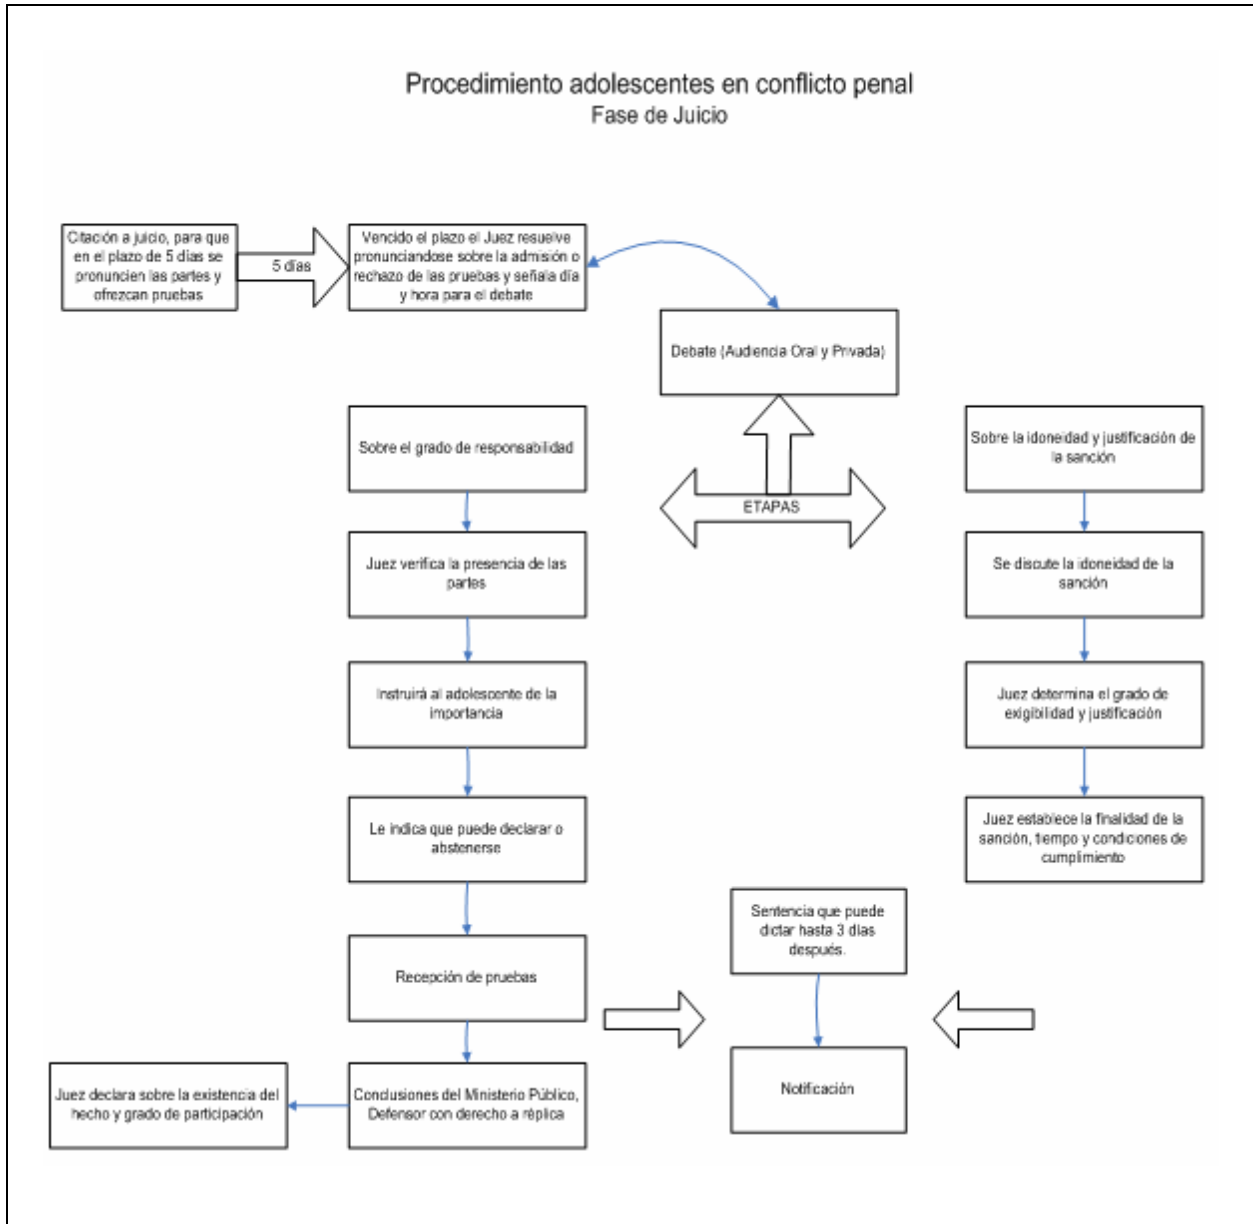 Procedimiento adolescentes en conflicto penal
Fase de Juicio
Citación a juicio, para que
en el plazo de 5 días se
pronuncien las partes y
ofrezcan pruebas
5 días
Vencido el plazo el Juez resuelve
pronunciandose sobre la admisión o
rechazo de las pruebas y señala día
y hora para el debate
Debate (Audiencia Oral y Privada)
ETAPAS
Sobre el grado de responsabilidad
Juez verifica la presencia de las
partes
Instruirá al adolescente de la
importancia
Le indica que puede declarar o
abstenerse
Recepción de pruebas
Conclusiones del Ministerio Público,
Defensor con derecho a réplica
Juez declara sobre la existencia del
hecho y grado de participación
Sobre la idoneidad y justificación de
la sanción
Se discute la idoneidad de la
sanción
Juez determina el grado de
exigibilidad y justificación
Juez establece la finalidad de la
sanción, tiempo y condiciones de
cumplimiento
Sentencia que puede
dictar hasta 3 días
después.
Notificación